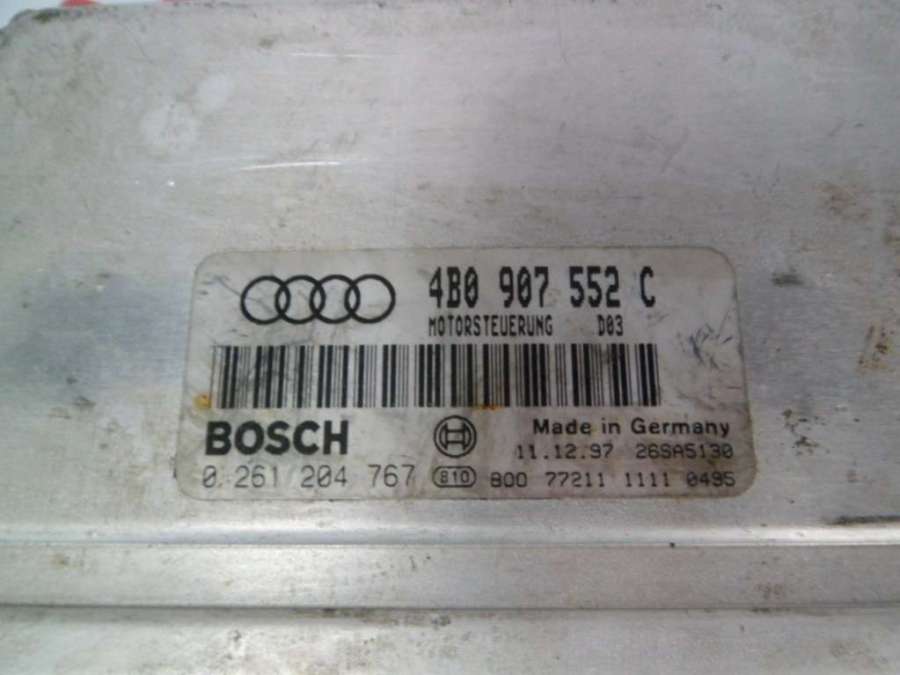 4B0 907 552 C
MOTORSTEUERUNG D03
BOSCH
Made in Germany
11.12.97 26SA5130
0 261 204 767 810 800 77211 1111 0495